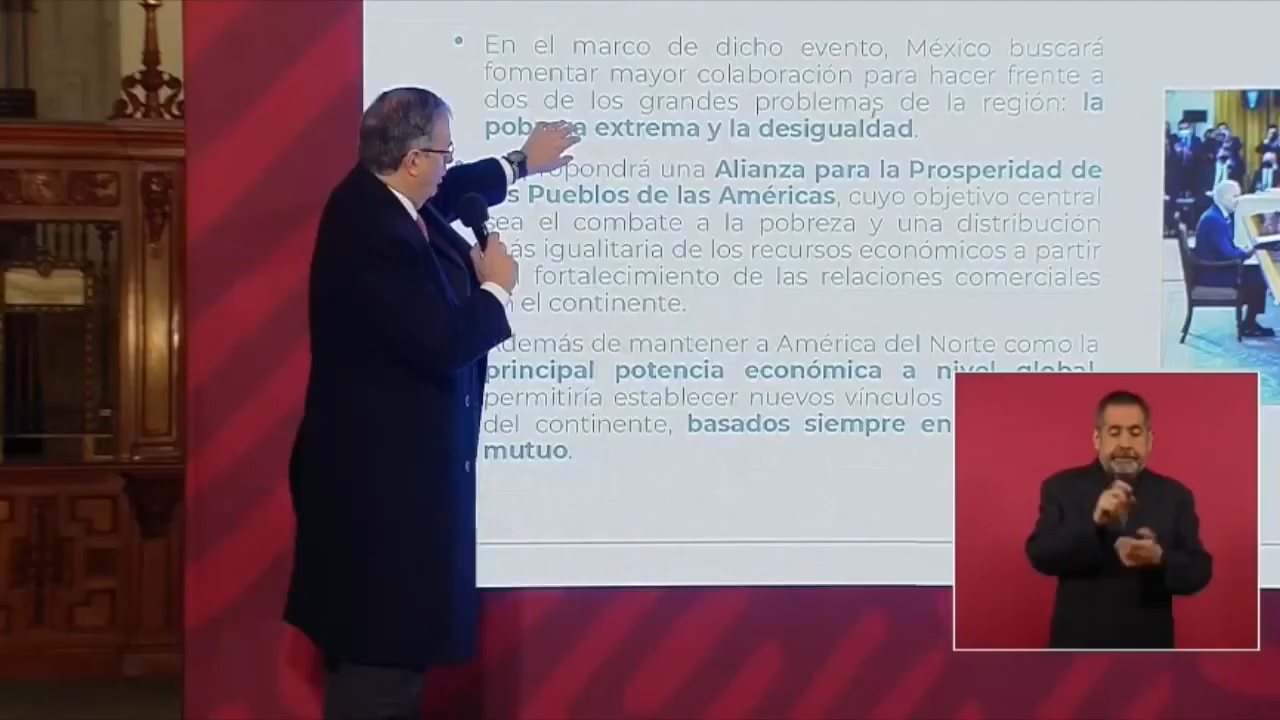 En el marco de dicho evento, México buscará
fomentar mayor colaboración para hacer frente a
dos de los grandes problemas de la región: la
extrema y la desigualdad.
una Alianza para la Prosperidad de
Pueblos de las Américas, cuyo objetivo central
sea el combate a la pobreza y una distribución
igualitaria de los recursos económicos a partir
fortalecimiento de las relaciones comerciales
el continente.
Además de mantener a América del Norte como la
principal potencia económica a nivel global,
permitiría establecer nuevos vínculos
del continente, basados siempre en
mutuo.